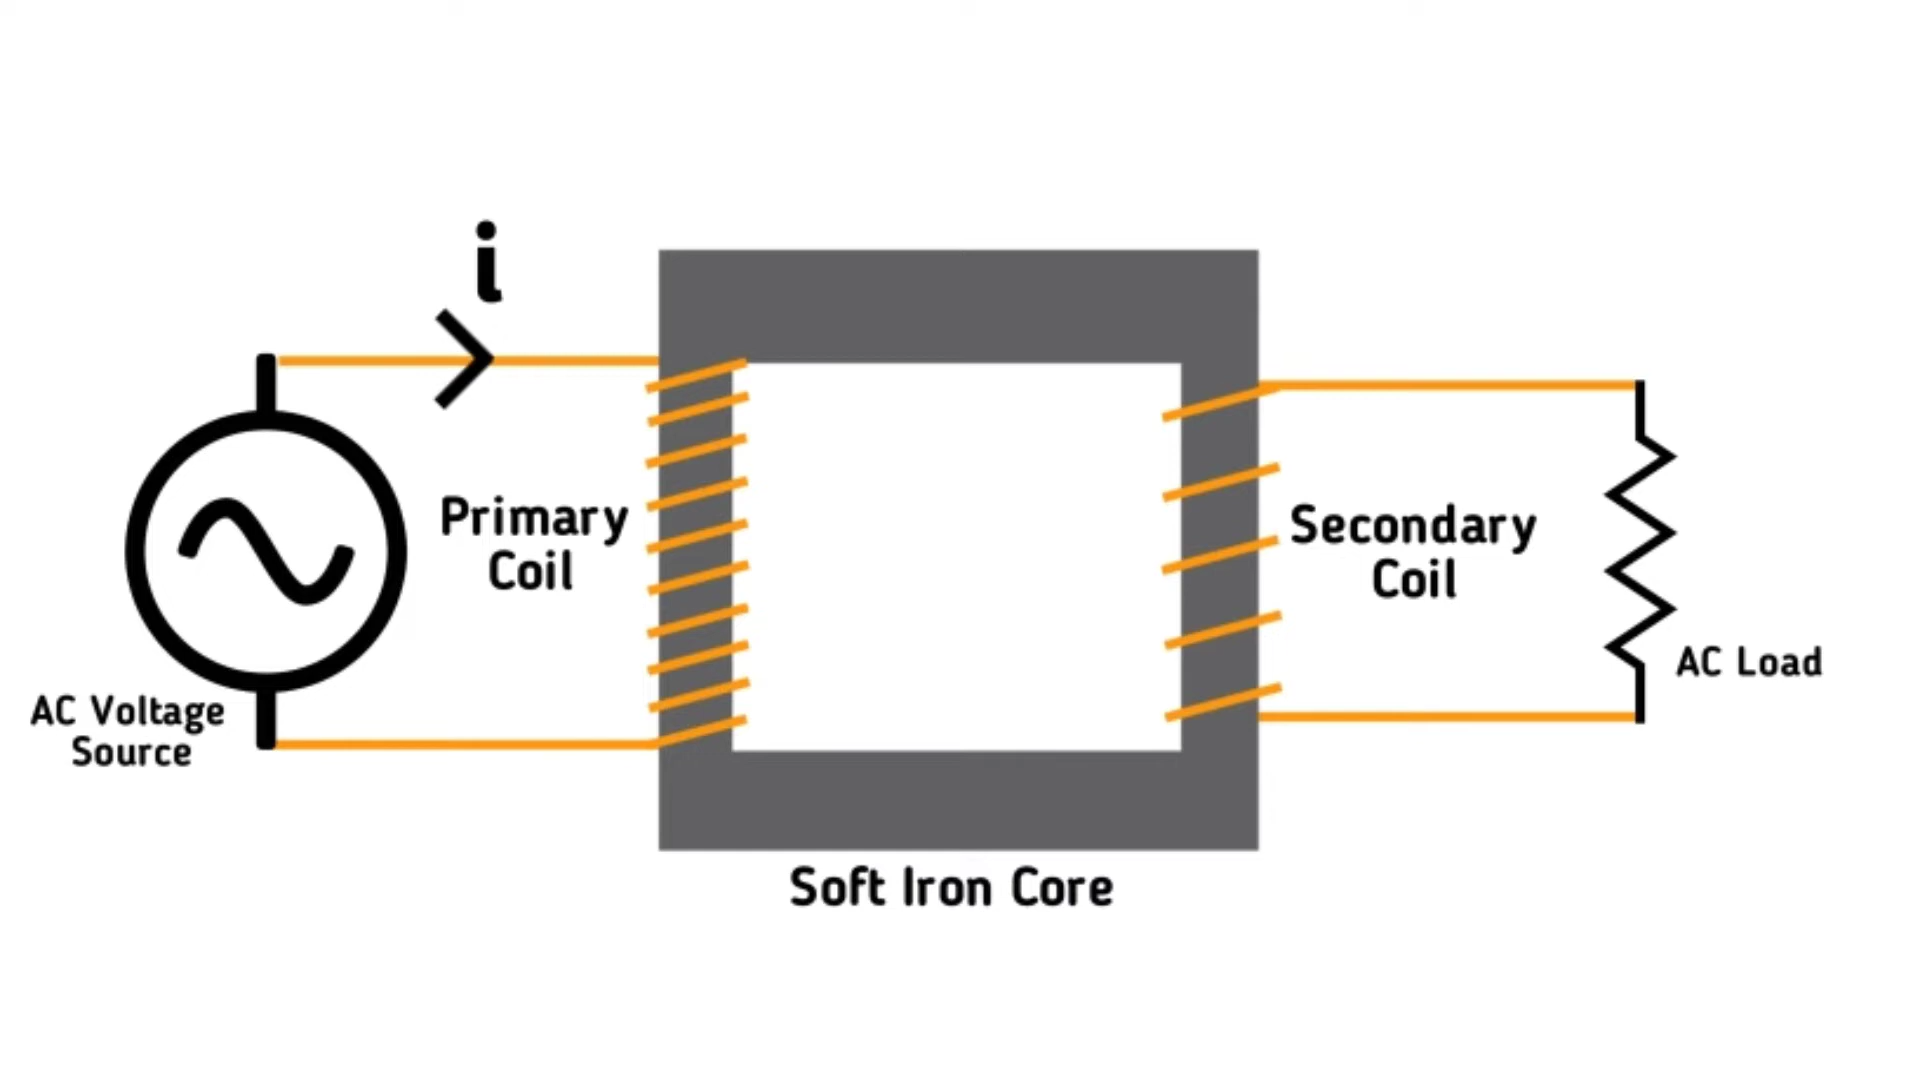 i
Primary
Coil
Secondary
Coil
AC Load
AC Voltage
Source
Soft Iron Core